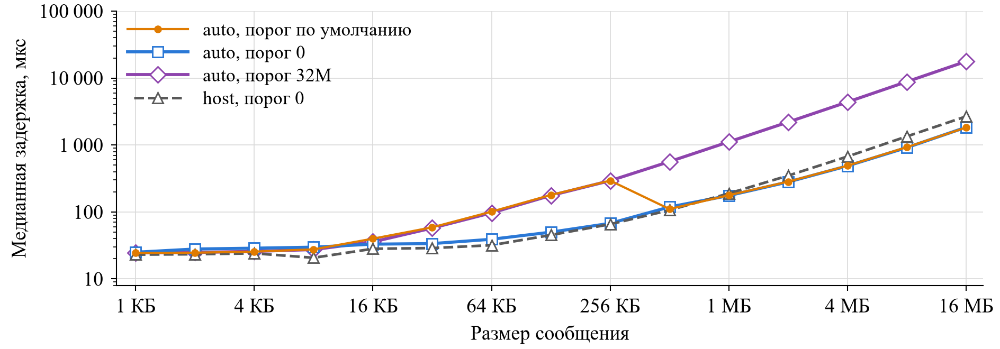 Медианная задержка, мкс
100 000
10 000
1 000
100
10
auto, порог по умолчанию
auto, порог 0
auto, порог 32M
host, порог 0
1 КБ 4 КБ 16 КБ 64 КБ 256 КБ 1 МБ 4 МБ 16 МБ
Размер сообщения